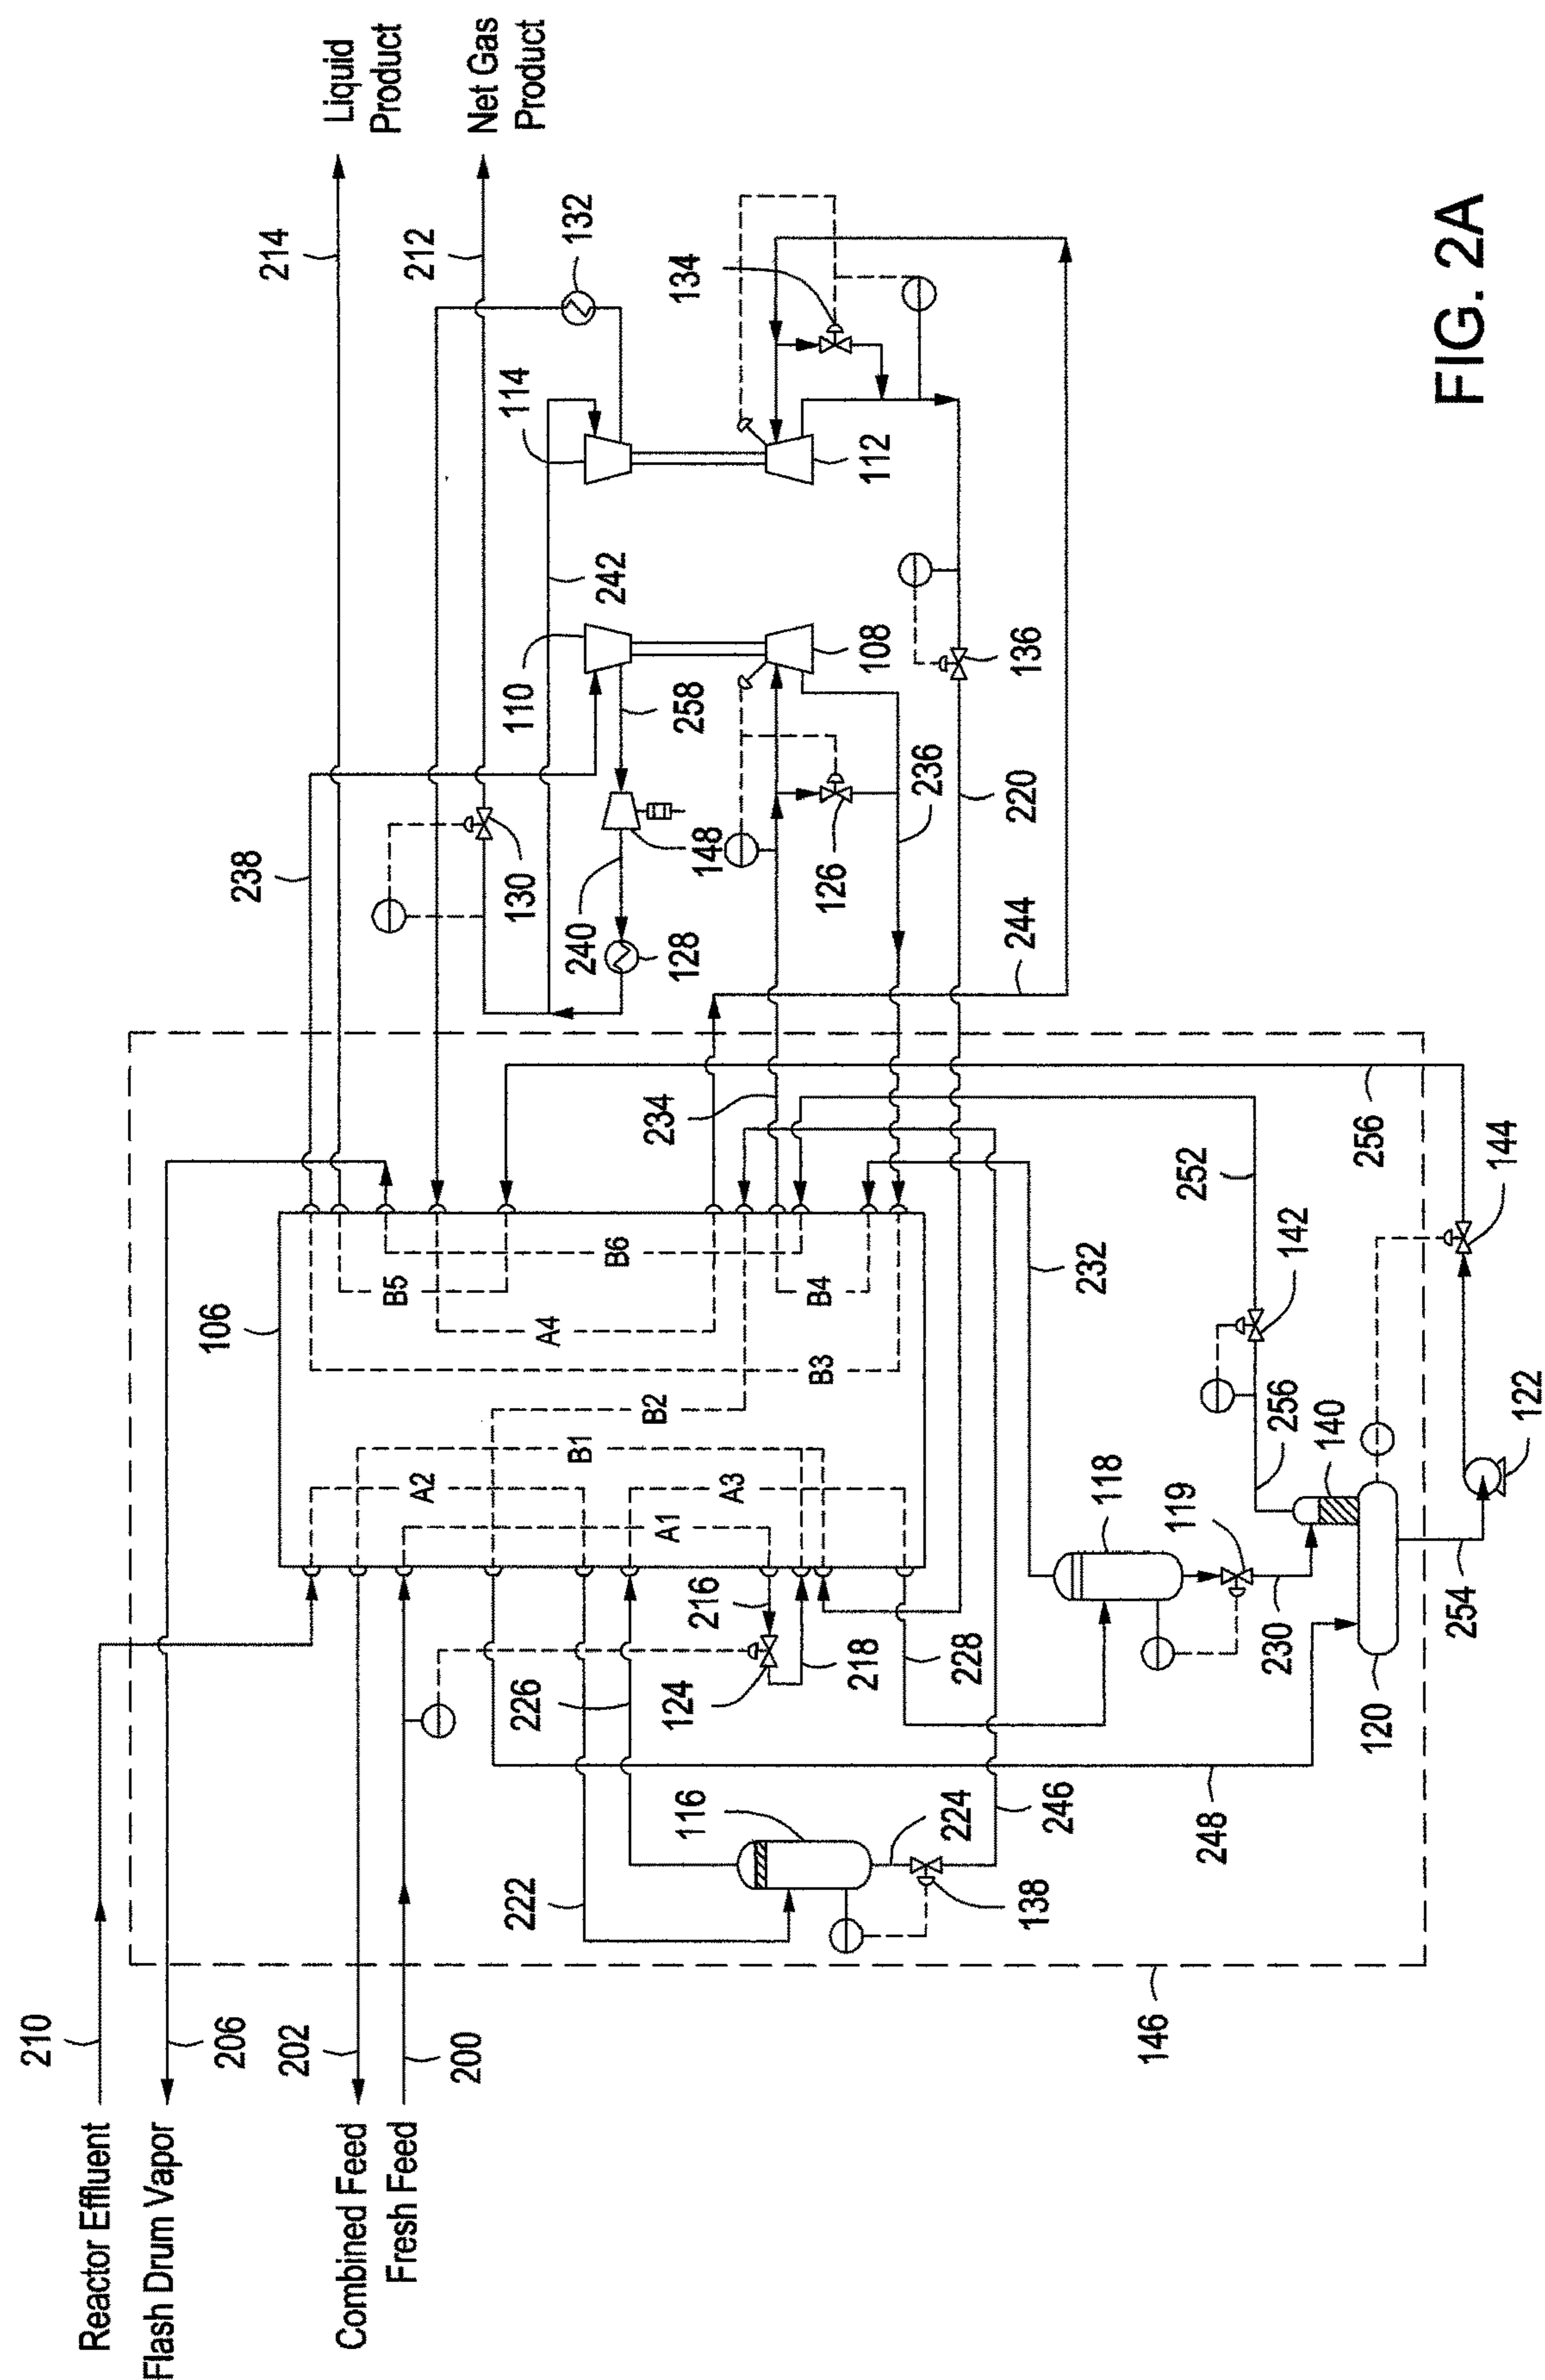 Liquid
Product
Net Gas
Product
214
212
132
134
114
112
242
110
258
108
136
238
130
148
240
128
126
236
220
244
234
256
252
144
232
142
106
B5
B6
A4
B4
B3
B2
B1
A2
A3
A1
256
140
122
118
119
216
218
228
230
254
226
124
120
222
116
224
246
248
138
146
210
206
202
200
Reactor Effluent
Flash Drum Vapor
Combined Feed
Fresh Feed
FIG. 2A